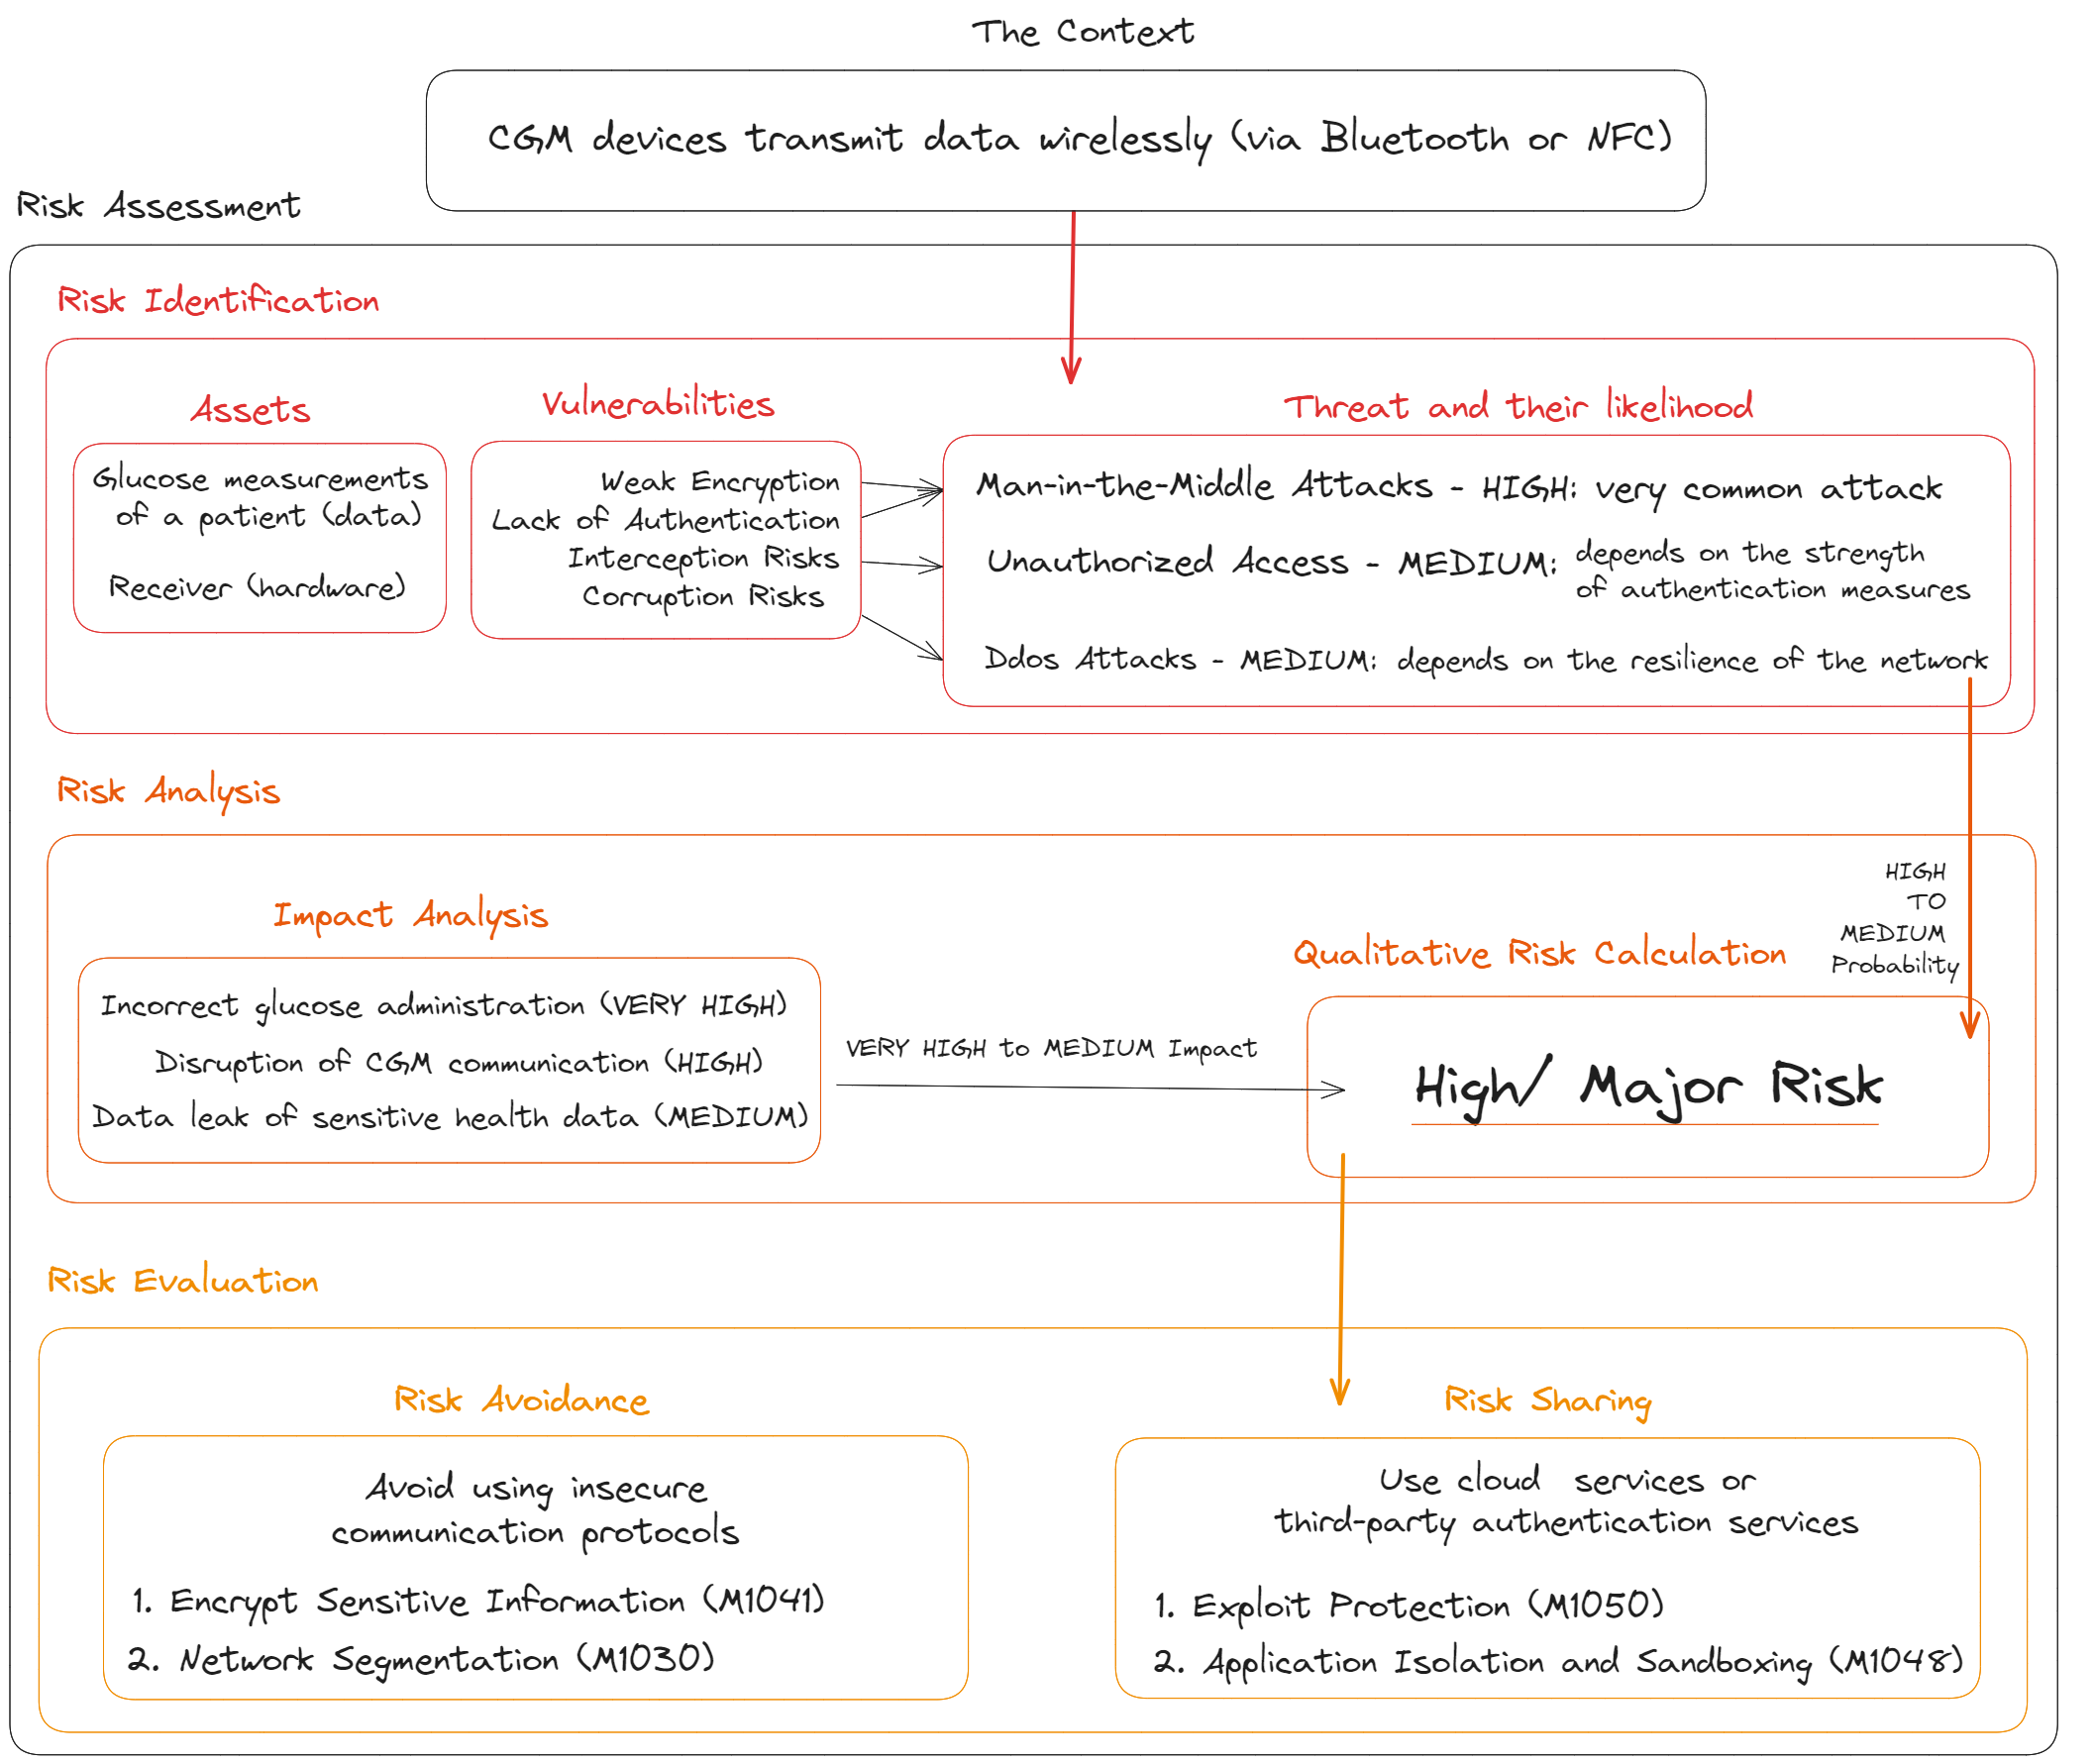 The Context
CGM devices transmit data wirelessly (via Bluetooth or NFC)
Risk Assessment
Risk Identification
Assets
Glucose measurements
of a patient (data)
Receiver (hardware)
Vulnerabilities
Weak Encryption
Lack of Authentication
Interception Risks
Corruption Risks
Threat and their likelihood
Man-in-the-Middle Attacks - HIGH: very common attack
Unauthorized Access - MEDIUM: depends on the strength
of authentication measures
Ddos Attacks - MEDIUM: depends on the resilience of the network
Risk Analysis
Impact Analysis
Incorrect glucose administration (VERY HIGH)
Disruption of CGM communication (HIGH)
Data leak of sensitive health data (MEDIUM)
VERY HIGH to MEDIUM Impact
HIGH
TO
MEDIUM
Probability
Qualitative Risk Calculation
High/ Major Risk
Risk Evaluation
Risk Avoidance
Avoid using insecure
communication protocols
1. Encrypt Sensitive Information (M1041)
2. Network Segmentation (M1030)
Risk Sharing
Use cloud services or
third-party authentication services
1. Exploit Protection (M1050)
2. Application Isolation and Sandboxing (M1048)